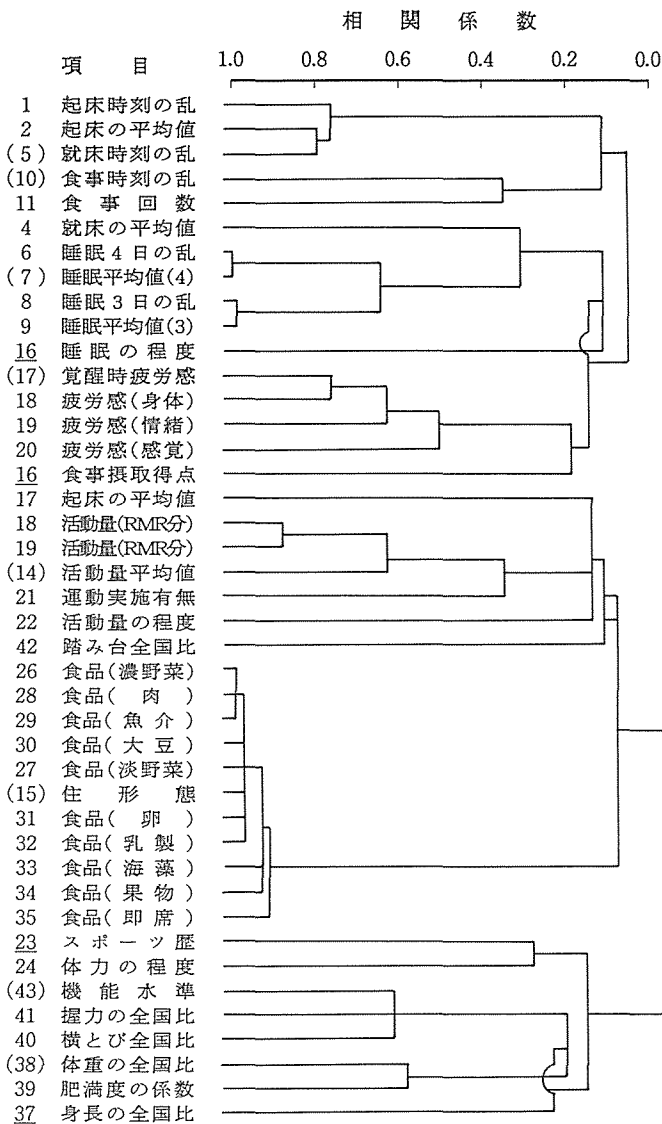 相関係数
項目 1.0 0.8 0.6 0.4 0.2 0.0
1 起床時刻の乱
2 起床の平均値
(5) 就床時刻の乱
(10) 食事時刻の乱
11 食事回数
4 就床の平均値
6 睡眠4日の乱
(7) 睡眠平均値(4)
8 睡眠3日の乱
9 睡眠平均値(3)
16 睡眠の程度
(17) 覚醒時疲労感
18 疲労感(身体)
19 疲労感(情緒)
20 疲労感(感覚)
16 食事摂取得点
17 起床の平均値
18 活動量(RMR分)
19 活動量(RMR分)
(14) 活動量平均値
21 運動実施有無
22 活動量の程度
42 踏み台全国比
26 食品(濃野菜)
28 食品(肉)
29 食品(魚介)
30 食品(大豆)
27 食品(淡野菜)
(15) 住形態
31 食品(卵)
32 食品(乳製)
33 食品(海藻)
34 食品(果物)
35 食品(即席)
23 スポーツ歴
24 体力の程度
(43) 機能水準
41 握力の全国比
40 横とび全国比
(38) 体重の全国比
39 肥満度の係数
37 身長の全国比